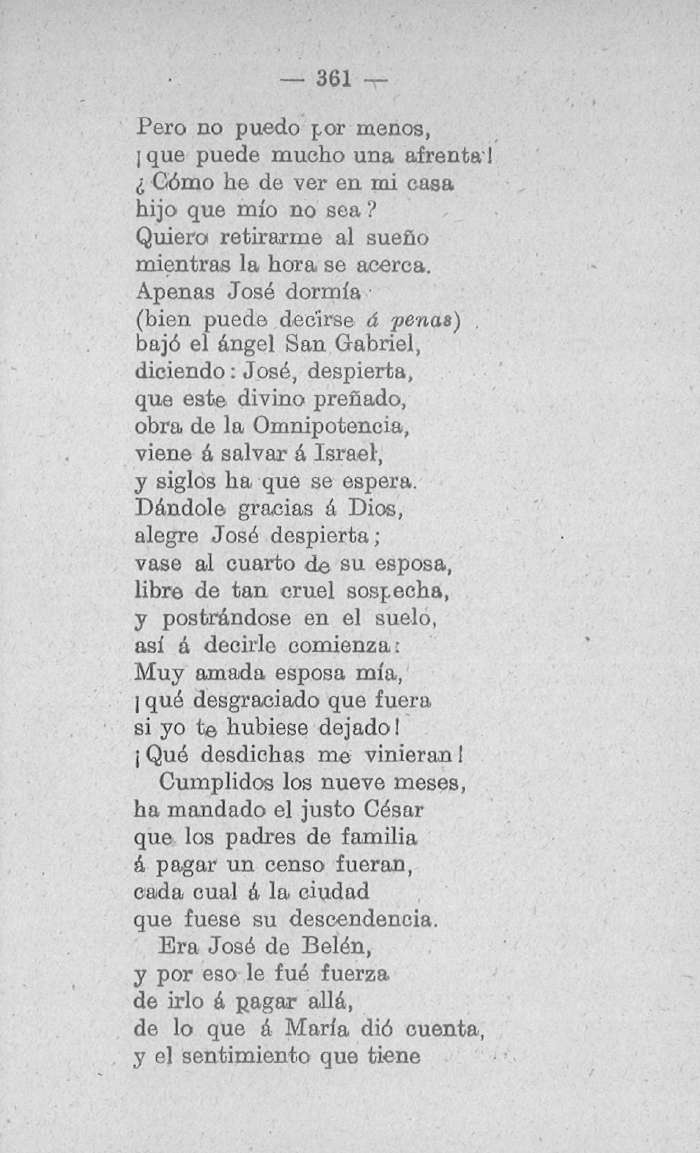 — 361 —
Pero no puedo por menos,
¡que puede mucho una afrenta!
¿Cómo he de ver en mi casa
hijo que mío no sea?
Quiero retirarme al sueño
mientras la hora se acerca.
Apenas José dormía
(bien puede decirse á penas)
bajó el ángel San Gabriel,
diciendo: José, despierta,
que este divino preñado,
obra de la Omnipotencia,
viene á salvar á Israel,
y siglos ha que se espera.
Dándole gracias á Dios,
alegre José despierta;
vase al cuarto de su esposa,
libre de tan cruel sospecha,
y postrándose en el suelo,
así á decirle comienza:
Muy amada esposa mía,
¡qué desgraciado que fuera
si yo te hubiese dejado!
¡Qué desdichas me vinieran!
Cumplidos los nueve meses,
ha mandado el justo César
que los padres de familia
á pagar un censo fueran,
cada cual á la ciudad
que fuese su descendencia.
Era José de Belén,
y por eso le fué fuerza
de irlo á pagar allá,
de lo que á María dió cuenta,
y el sentimiento que tiene